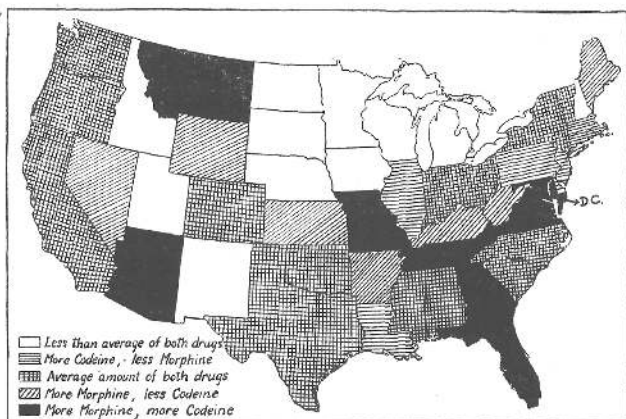 D.C.
Less than average of both drugs
More Codeine, - less Morphine
Average amount of both drugs
More Morphine, less Codeine
More Morphine, more Codeine